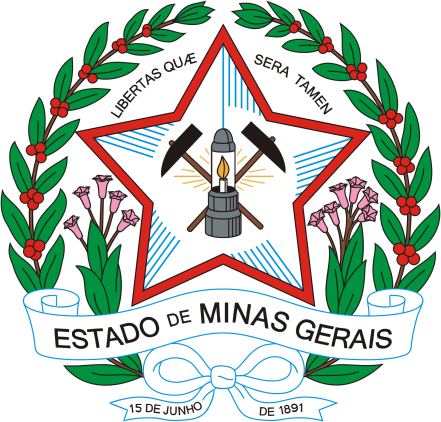 LIBERTAS QUÆ SERA TAMEN
ESTADO DE MINAS GERAIS
15 DE JUNHO DE 1891